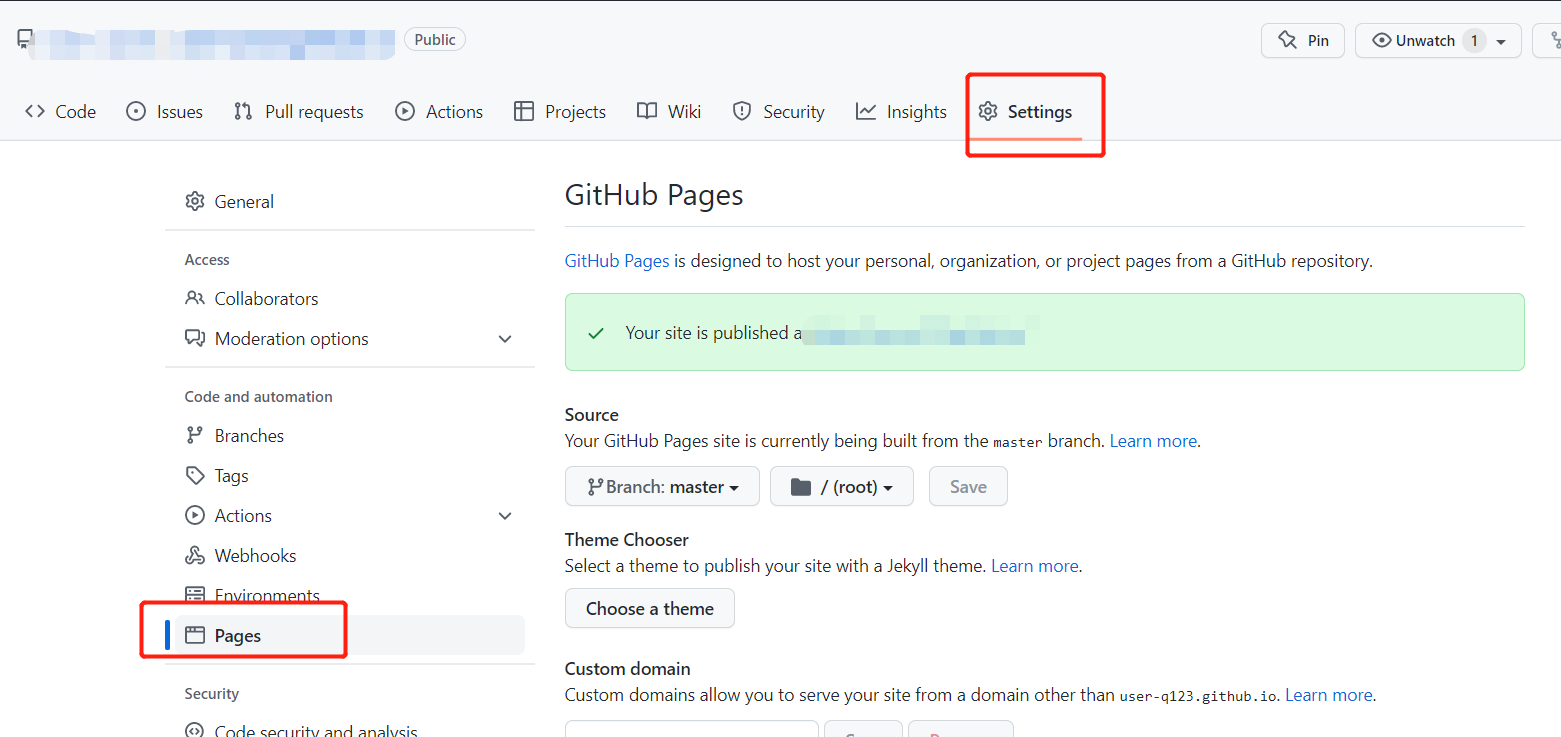 Public
Pin
Unwatch 1
Code
Issues
Pull requests
Actions
Projects
Wiki
Security
Insights
Settings
General
Access
Collaborators
Moderation options
Code and automation
Branches
Tags
Actions
Webhooks
Environments
Pages
Security
Code security and analysis
GitHub Pages
GitHub Pages is designed to host your personal, organization, or project pages from a GitHub repository.
Your site is published a
Source
Your GitHub Pages site is currently being built from the master branch. Learn more.
Branch: master
/ (root)
Save
Theme Chooser
Select a theme to publish your site with a Jekyll theme. Learn more.
Choose a theme
Custom domain
Custom domains allow you to serve your site from a domain other than user-q123.github.io. Learn more.